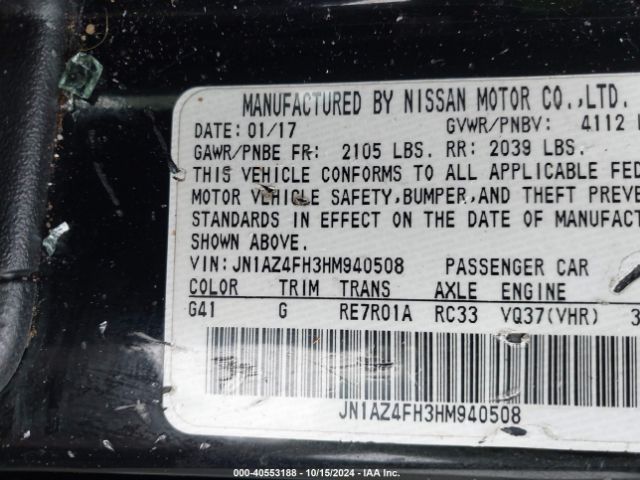 MANUFACTURED BY NISSAN MOTOR CO.,LTD.
DATE: 01/17 GVWR/PNBV: 4112
GAWR/PNBE FR: 2105 LBS. RR: 2039 LBS.
THIS VEHICLE CONFORMS TO ALL APPLICABLE FED
MOTOR VEHICLE SAFETY,BUMPER,AND THEFT PREVE
STANDARDS IN EFFECT ON THE DATE OF MANUFACT
SHOWN ABOVE.
VIN: JN1AZ4FH3HM940508 PASSENGER CAR
COLOR TRIM TRANS AXLE ENGINE
G41 G RE7R01A RC33 VQ37(VHR) 3
JN1AZ4FH3HM940508
000-40553188 - 10/15/2024 - IAA Inc.